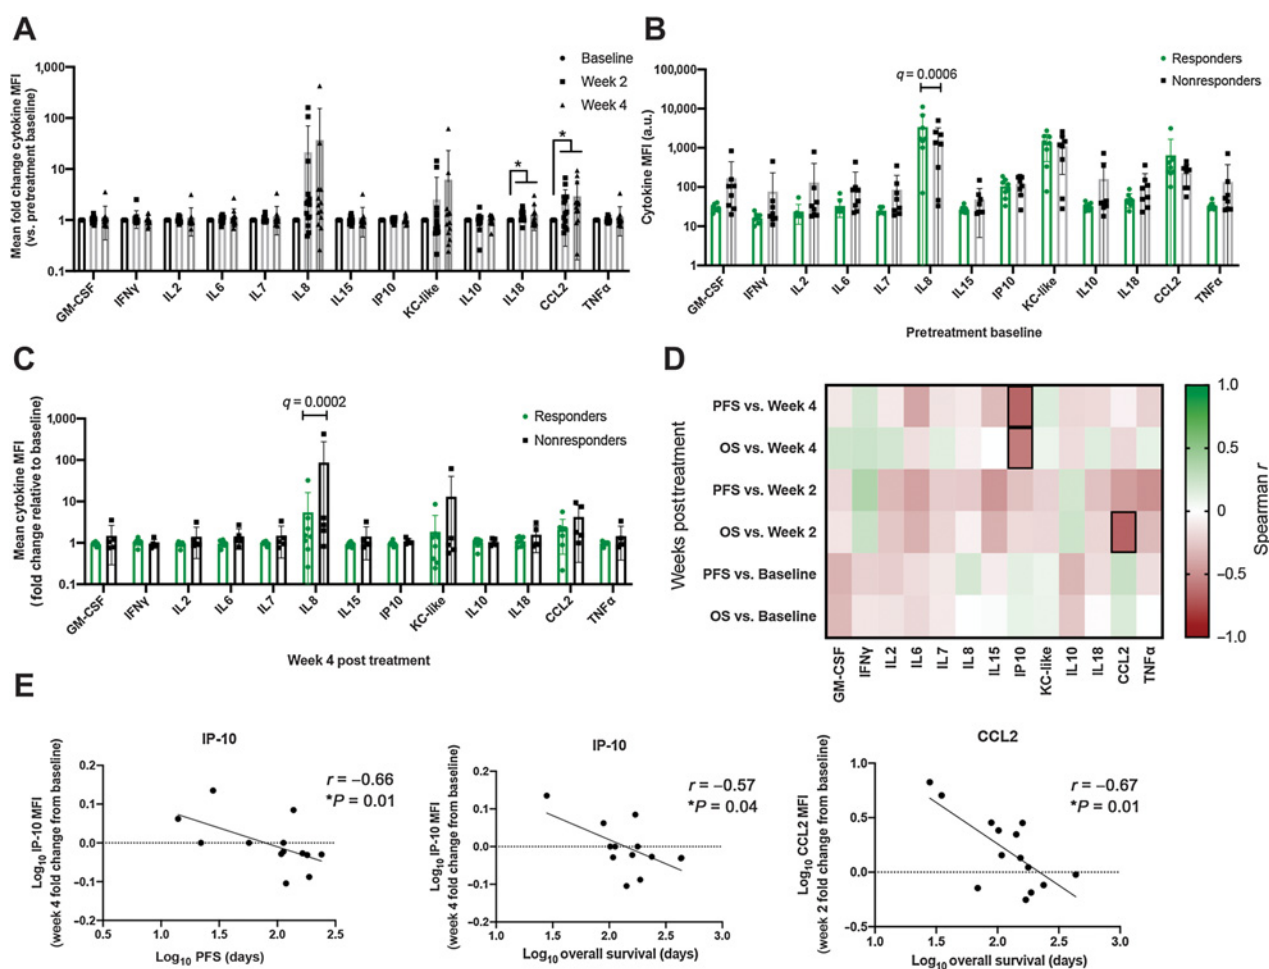 A
Mean fold change cytokine MFI
(vs. pretreatment baseline)
1,000
100
10
1
0.1
Baseline
Week 2
Week 4
*
*
GM-CSF
IFNγ
IL2
IL6
IL7
IL8
IL15
IP10
KC-like
IL10
IL18
CCL2
TNFα
B
Cytokine MFI (a.u.)
100,000
10,000
1,000
100
10
1
q = 0.0006
Responders
Nonresponders
GM-CSF
IFNγ
IL2
IL6
IL7
IL8
IL15
IP10
KC-like
IL10
IL18
CCL2
TNFα
Pretreatment baseline
C
Mean cytokine MFI
(fold change relative to baseline)
1,000
100
10
1
0.1
q = 0.0002
Responders
Nonresponders
GM-CSF
IFNγ
IL2
IL6
IL7
IL8
IL15
IP10
KC-like
IL10
IL18
CCL2
TNFα
Week 4 post treatment
D
Weeks posttreatment
PFS vs. Week 4
OS vs. Week 4
PFS vs. Week 2
OS vs. Week 2
PFS vs. Baseline
OS vs. Baseline
GM-CSF
IFNγ
IL2
IL6
IL7
IL8
IL15
IP10
KC-like
IL10
IL18
CCL2
TNFα
1.0
0.5
0
−0.5
−1.0
Spearman r
E
IP-10
Log10 IP-10 MFI
(week 4 fold change from baseline)
0.2
0.1
0.0
−0.1
−0.2
r = −0.66
*P = 0.01
0.5
1.0
1.5
2.0
2.5
Log10 PFS (days)
IP-10
Log10 IP-10 MFI
(week 4 fold change from baseline)
0.2
0.1
0.0
−0.1
−0.2
r = −0.57
*P = 0.04
1.0
1.5
2.0
2.5
3.0
Log10 overall survival (days)
CCL2
Log10 CCL2 MFI
(week 2 fold change from baseline)
1.0
0.5
0.0
−0.5
r = −0.67
*P = 0.01
1.0
1.5
2.0
2.5
3.0
Log10 overall survival (days)